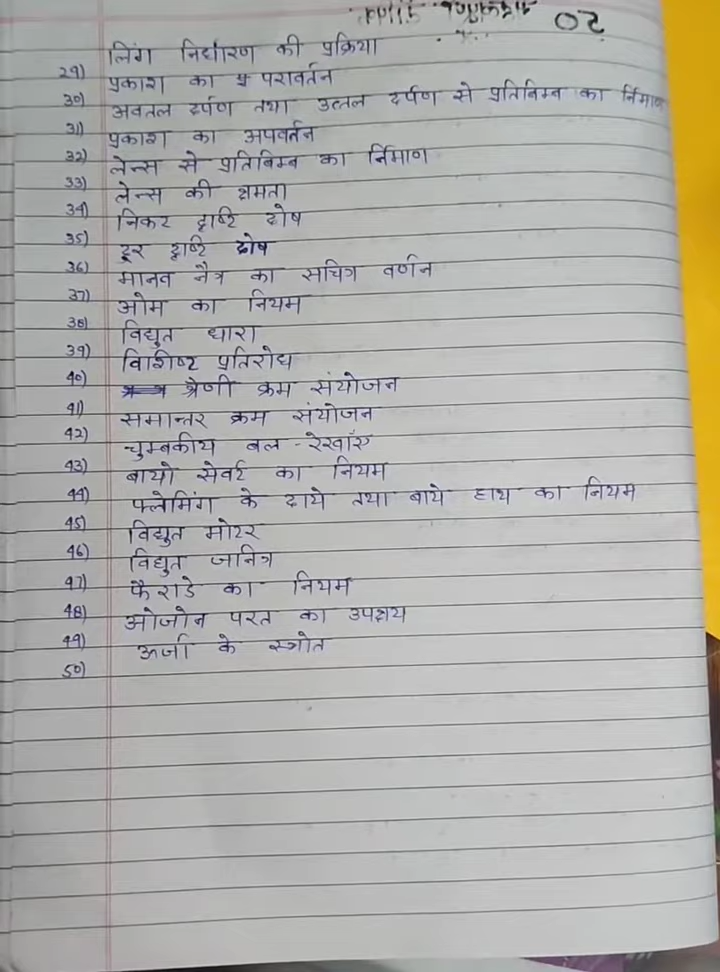 20
लिंग निर्धारण की प्रक्रिया
29) प्रकाश का परावर्तन
30) अवतल दर्पण तथा उत्तल दर्पण से प्रतिबिम्ब का र्निमाण
31) प्रकाश का अपवर्तन
32) लेन्स से प्रतिबिम्ब का र्निमाण
33) लेन्स की क्षमता
34) निकट दृष्टि दोष
35) दूर दृष्टि दोष
36) मानव नैत्र का सचित्र वर्णन
37) ओम का नियम
38) विद्युत धारा
39) विशिष्ट प्रतिरोध
40) श्रेणी क्रम संयोजन
41) समान्तर क्रम संयोजन
42) चुम्बकीय बल-रेखाँए
43) बायो सेवर्ट का नियम
44) फ्लेमिंग के दाये तथा बाये हाथ का नियम
45) विद्युत मोटर
46) विद्युत जनित्र
47) फैराडे का नियम
48) ओजोन परत का उपक्षय
49) ऊर्जा के स्त्रोत
50)